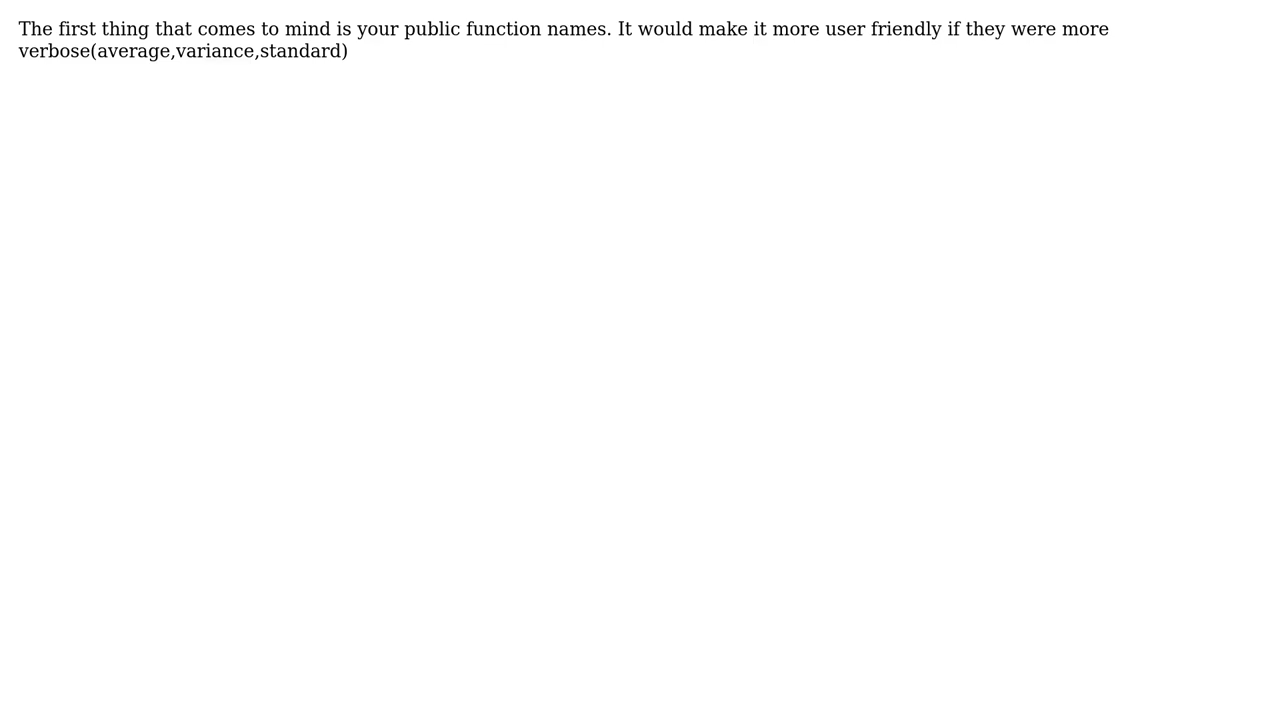 The first thing that comes to mind is your public function names. It would make it more user friendly if they were more
verbose(average,variance,standard)